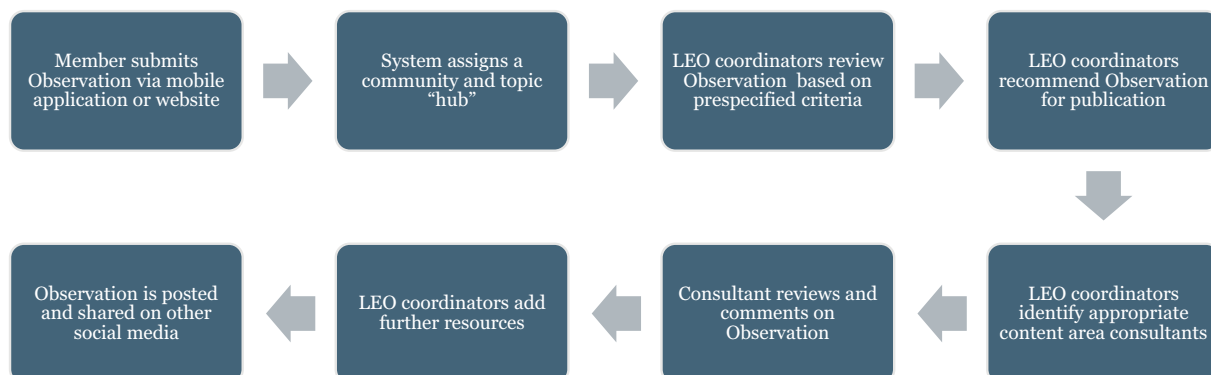 Member submits
Observation via mobile
application or website
System assigns a
community and topic
“hub”
LEO coordinators review
Observation based on
prespecified criteria
LEO coordinators
recommend Observation
for publication
LEO coordinators
identify appropriate
content area consultants
Consultant reviews and
comments on
Observation
LEO coordinators add
further resources
Observation is posted
and shared on other
social media